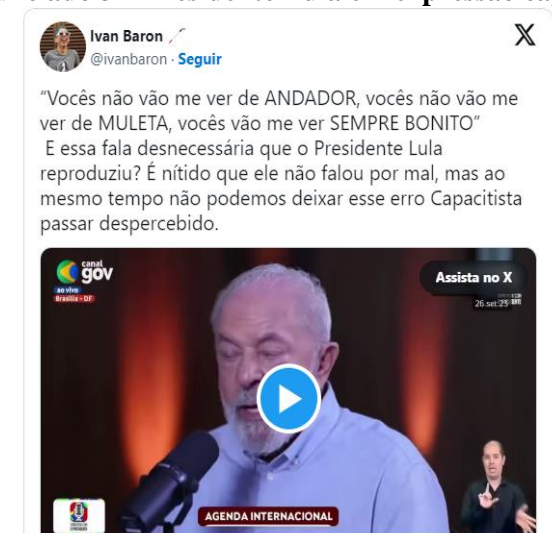 Ivan Baron
@ivanbaron · Seguir
X
“Vocês não vão me ver de ANDADOR, vocês não vão me
ver de MULETA, vocês vão me ver SEMPRE BONITO”
E essa fala desnecessária que o Presidente Lula
reproduziu? É nítido que ele não falou por mal, mas ao
mesmo tempo não podemos deixar esse erro Capacitista
passar despercebido.
canal
gov
ao vivo
Brasília - DF
Assista no X
26.set.23
AGENDA INTERNACIONAL